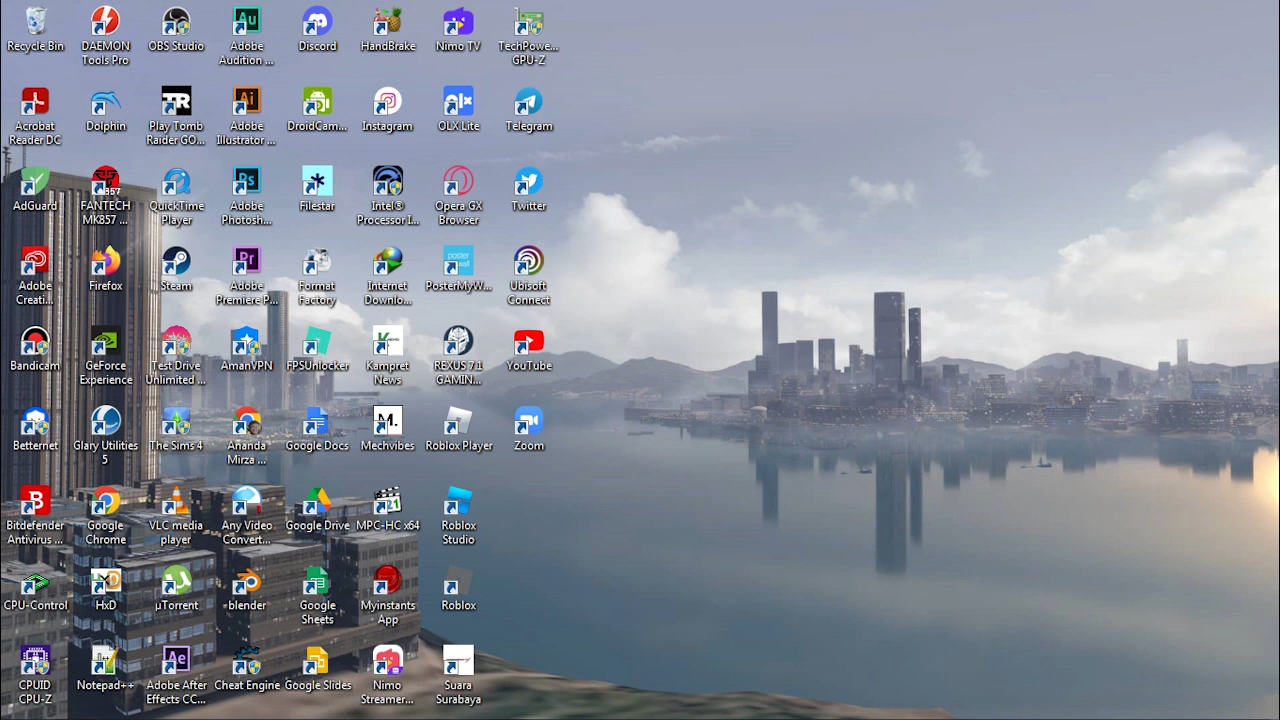 Recycle Bin
DAEMON
Tools Pro
OBS Studio
Adobe
Audition ...
Discord
HandBrake
Nimo TV
TechPowe...
GPU-Z
Acrobat
Reader DC
Dolphin
Play Tomb
Raider GO...
Adobe
Illustrator ...
DroidCam...
Instagram
OLX Lite
Telegram
AdGuard
FANTECH
MK857 ...
QuickTime
Player
Adobe
Photosh...
Filestar
Intel®
Processor I...
Opera GX
Browser
Twitter
Adobe
Creati...
Firefox
Steam
Adobe
Premiere P...
Format
Factory
Internet
Downlo...
PosterMyW...
Ubisoft
Connect
Bandicam
GeForce
Experience
Test Drive
Unlimited ...
AmanVPN
FPSUnlocker
Kampret
News
REXUS 7.1
GAMIN...
YouTube
Betternet
Glary Utilities
5
The Sims 4
Ananda
Mirza ...
Google Docs
Mechvibes
Roblox Player
Zoom
Bitdefender
Antivirus ...
Google
Chrome
VLC media
player
Any Video
Convert...
Google Drive
MPC-HC x64
Roblox
Studio
CPU-Control
HxD
µTorrent
blender
Google
Sheets
Myinstants
App
Roblox
CPUID
CPU-Z
Notepad++
Adobe After
Effects CC...
Cheat Engine
Google Slides
Nimo
Streamer...
Suara
Surabaya